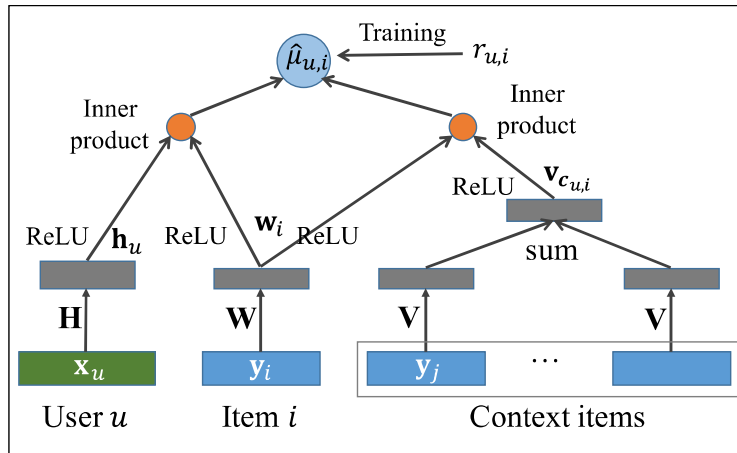 Training
μ̂u,i
ru,i
Inner
product
Inner
product
vcu,i
ReLU
ReLU
hu
ReLU
wi
ReLU
sum
H
W
V
V
xu
yi
yj
...
User u
Item i
Context items